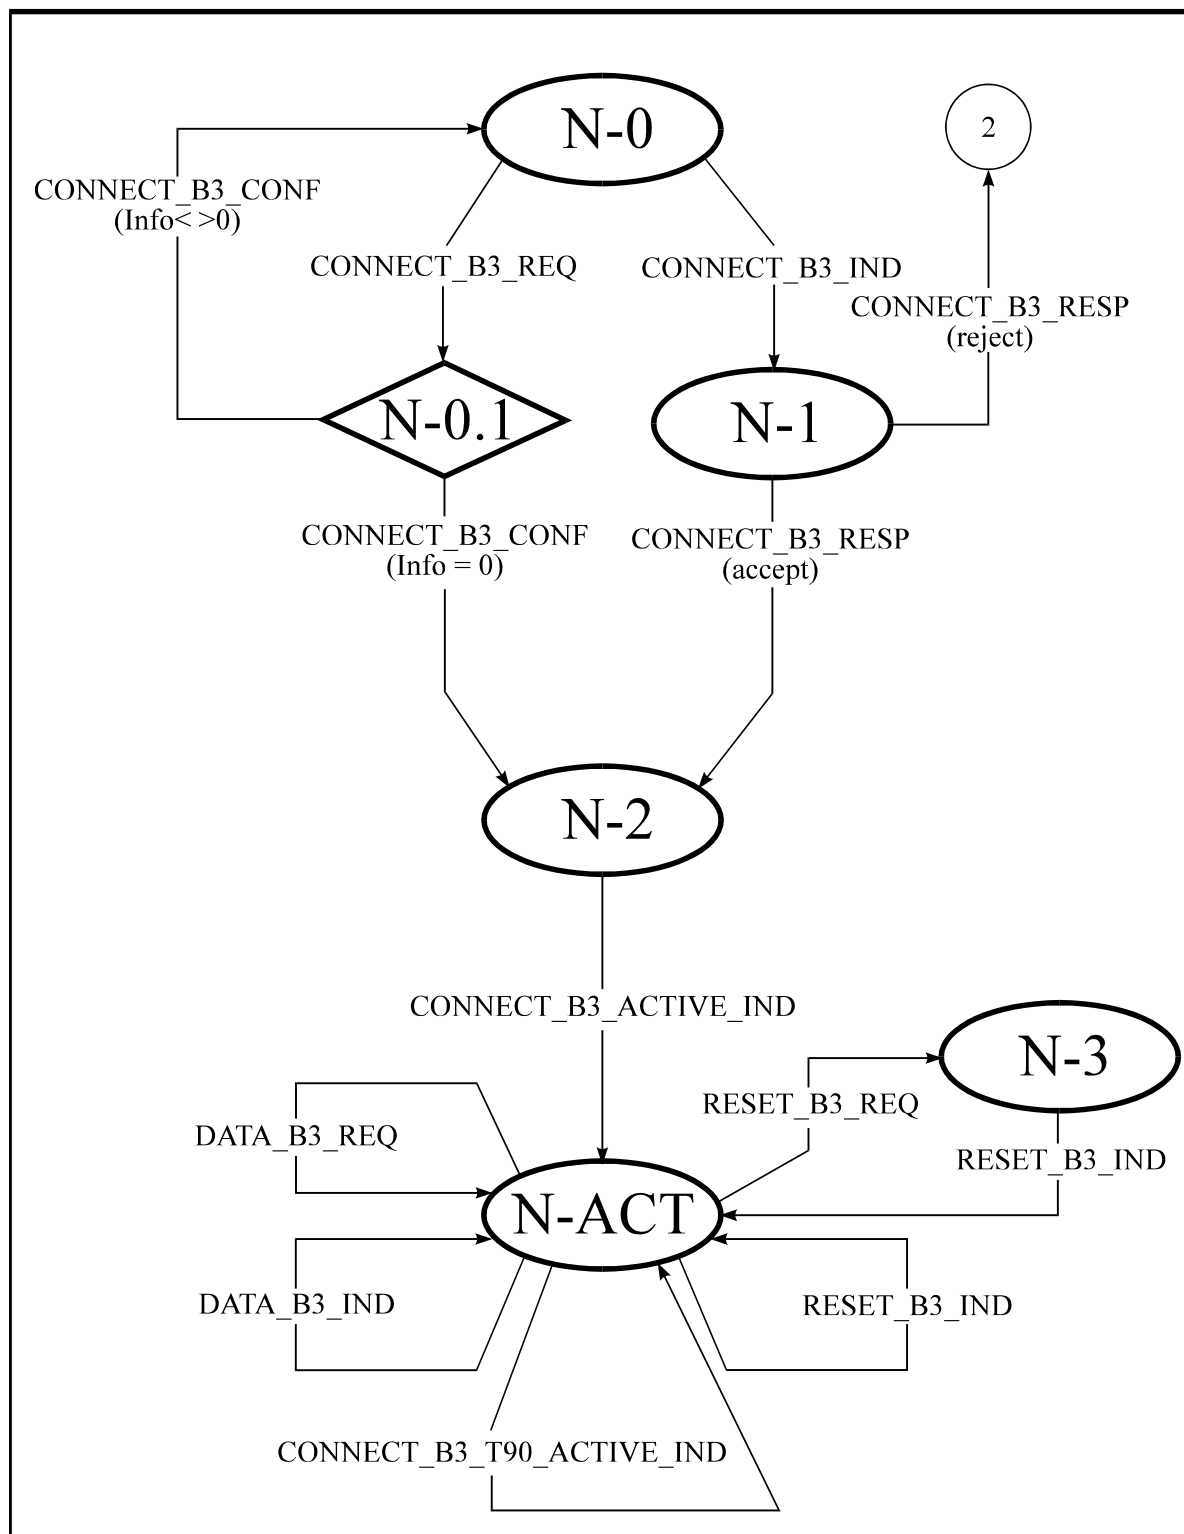 N-0
2
CONNECT_B3_CONF
(Info< >0)
CONNECT_B3_REQ
CONNECT_B3_IND
CONNECT_B3_RESP
(reject)
N-0.1
N-1
CONNECT_B3_CONF
(Info = 0)
CONNECT_B3_RESP
(accept)
N-2
CONNECT_B3_ACTIVE_IND
N-3
RESET_B3_REQ
DATA_B3_REQ
RESET_B3_IND
N-ACT
DATA_B3_IND
RESET_B3_IND
CONNECT_B3_T90_ACTIVE_IND